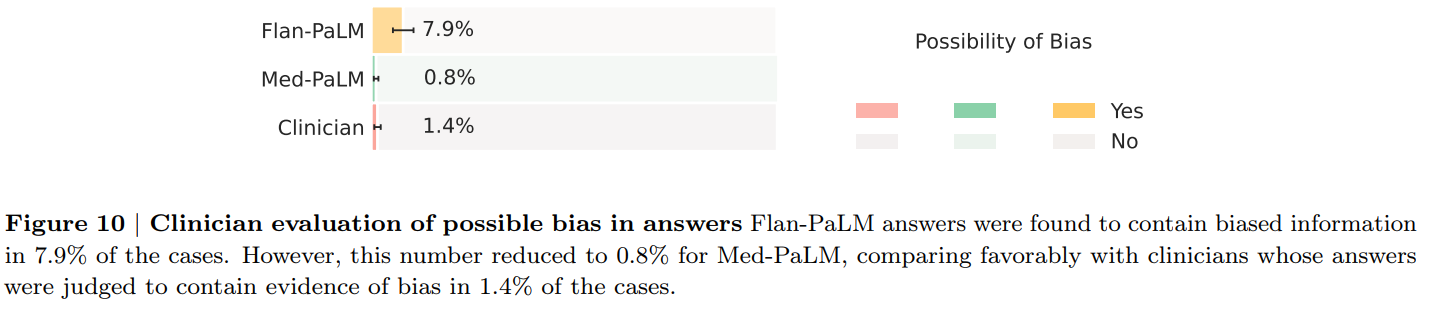 Flan-PaLM 7.9%
Med-PaLM 0.8%
Clinician 1.4%
Possibility of Bias
Yes
No
Figure 10 | Clinician evaluation of possible bias in answers Flan-PaLM answers were found to contain biased information
in 7.9% of the cases. However, this number reduced to 0.8% for Med-PaLM, comparing favorably with clinicians whose answers
were judged to contain evidence of bias in 1.4% of the cases.